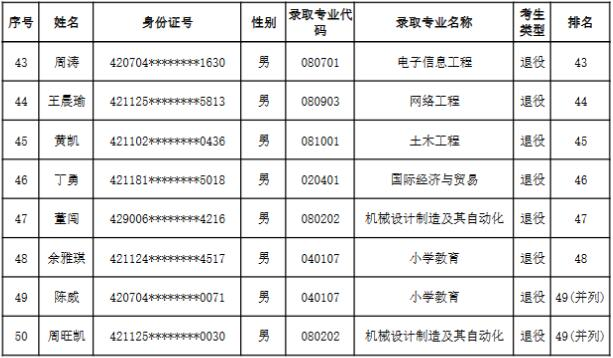 序号 姓名 身份证号 性别 录取专业代码 录取专业名称 考生类型 排名
43 周涛 420704********1630 男 080701 电子信息工程 退役 43
44 王晨瑜 421125********5813 男 080903 网络工程 退役 44
45 黄凯 421102********0436 男 081001 土木工程 退役 45
46 丁勇 421181********5018 男 020401 国际经济与贸易 退役 46
47 董闯 429006********4216 男 080202 机械设计制造及其自动化 退役 47
48 余雅琪 421124********4517 男 040107 小学教育 退役 48
49 陈威 420704********0071 男 040107 小学教育 退役 49(并列)
50 周旺凯 421125********0030 男 080202 机械设计制造及其自动化 退役 49(并列)